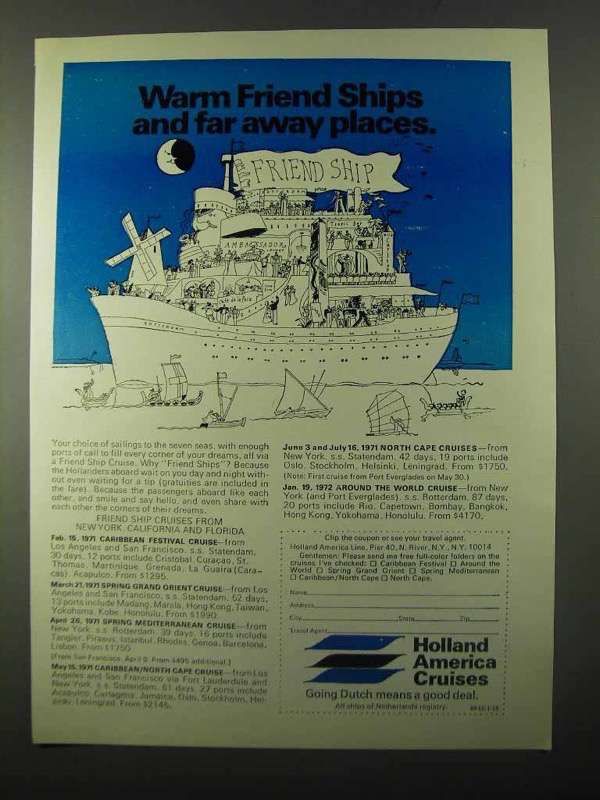 Warm Friend Ships
and far away places.
FRIEND SHIP
AMBASSADOR
Your choice of sailings to the seven seas, with enough
ports of call to fill every corner of your dreams, all via
a Friend Ship Cruise. Why "Friend Ships"? Because
the Hollanders aboard wait on you day and night with-
out even waiting for a tip (gratuities are included in
the fare). Because the passengers aboard like each
other, and smile and say hello, and even share with
each other the corners of their dreams.
FRIEND SHIP CRUISES FROM
NEW YORK, CALIFORNIA AND FLORIDA
Feb. 15, 1971 CARIBBEAN FESTIVAL CRUISE—from
Los Angeles and San Francisco. s.s. Statendam,
30 days, 12 ports include Cristobal, Curaçao, St.
Thomas, Martinique, Grenada, La Guaira (Cara-
cas), Acapulco. From $1295.
March 21, 1971 SPRING GRAND ORIENT CRUISE—from Los
Angeles and San Francisco, s.s. Statendam, 52 days,
13 ports include Madang, Manila, Hong Kong, Taiwan,
Yokohama, Kobe, Honolulu. From $1990.
April 26, 1971 SPRING MEDITERRANEAN CRUISE—from
New York. s.s. Rotterdam. 39 days, 16 ports include
Tangier, Piraeus, Istanbul, Rhodes, Genoa, Barcelona,
Lisbon. From $1750
(From San Francisco, April 9. From $495 additional.)
May 15, 1971 CARIBBEAN/NORTH CAPE CRUISE—from Los
Angeles and San Francisco via Fort Lauderdale and
New York. s.s. Statendam. 61 days, 27 ports include
Acapulco, Cartagena, Jamaica, Oslo, Stockholm, Hel-
sinki, Leningrad. From $2145.
June 3 and July 16, 1971 NORTH CAPE CRUISES—from
New York. s.s. Statendam. 42 days, 19 ports include
Oslo, Stockholm, Helsinki, Leningrad. From $1750.
(Note: First cruise from Port Everglades on May 30.)
Jan. 19, 1972 AROUND THE WORLD CRUISE—from New
York (and Port Everglades). s.s. Rotterdam. 87 days,
20 ports include Rio, Capetown, Bombay, Bangkok,
Hong Kong, Yokohama, Honolulu. From $4170.
Clip the coupon or see your travel agent.
Holland America Line, Pier 40, N. River, N.Y., N.Y. 10014
Gentlemen: Please send me free full-color folders on the
cruises I've checked: □ Caribbean Festival □ Around the
World □ Spring Grand Orient □ Spring Mediterranean
□ Caribbean/North Cape □ North Cape.
Name
Address
City State Zip
Travel Agent
Holland
America
Cruises
Going Dutch means a good deal.
All ships of Netherlands registry.